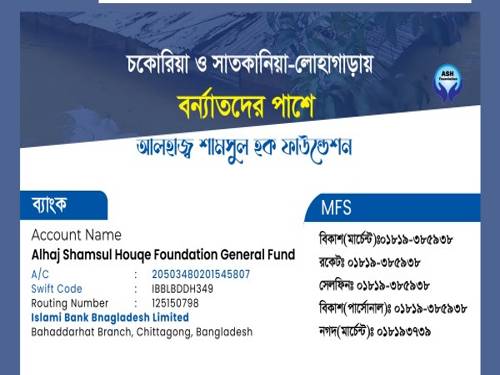 চকোরিয়া ও সাতকানিয়া-লোহাগাড়ায়
ASH
Foundation
বর্ন্যাতদের পাশে
আলহাজ্ব শামসুল হক ফাউন্ডেশন
ব্যাংক
Account Name
Alhaj Shamsul Houqe Foundation General Fund
A/C : 20503480201545807
Swift Code : IBBLBDDH349
Routing Number : 125150798
Islami Bank Bnagladesh Limited
Bahaddarhat Branch, Chittagong, Bangladesh
MFS
বিকাশ(মার্চেন্ট)ঃ০১৮১৯-৩৮৫৯৩৮
রকেটঃ ০১৮১৯-৩৮৫৯৩৮
সেলফিনঃ ০১৮১৯-৩৮৫৯৩৮
বিকাশ(পার্সোনাল)ঃ ০১৮১৯-৩৮৫৯৩৮
নগদ(মার্চেন্ট)ঃ ০১৮১৯৩৭৩৯